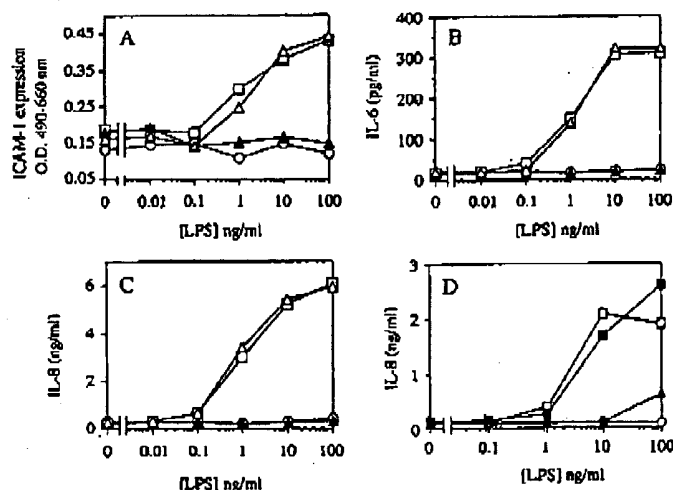 A
ICAM-1 expression
O.D. 490-660 nm
0.45
0.35
0.25
0.15
0.05
0 0.01 0.1 1 10 100
[LPS] ng/ml
B
IL-6 (pg/ml)
400
300
200
100
0
0 0.01 0.1 1 10 100
[LPS] ng/ml
C
IL-8 (ng/ml)
6
4
2
0
0 0.01 0.1 1 10 100
[LPS] ng/ml
D
IL-8 (ng/ml)
3
2
1
0
0 0.1 1 10 100
[LPS] ng/ml